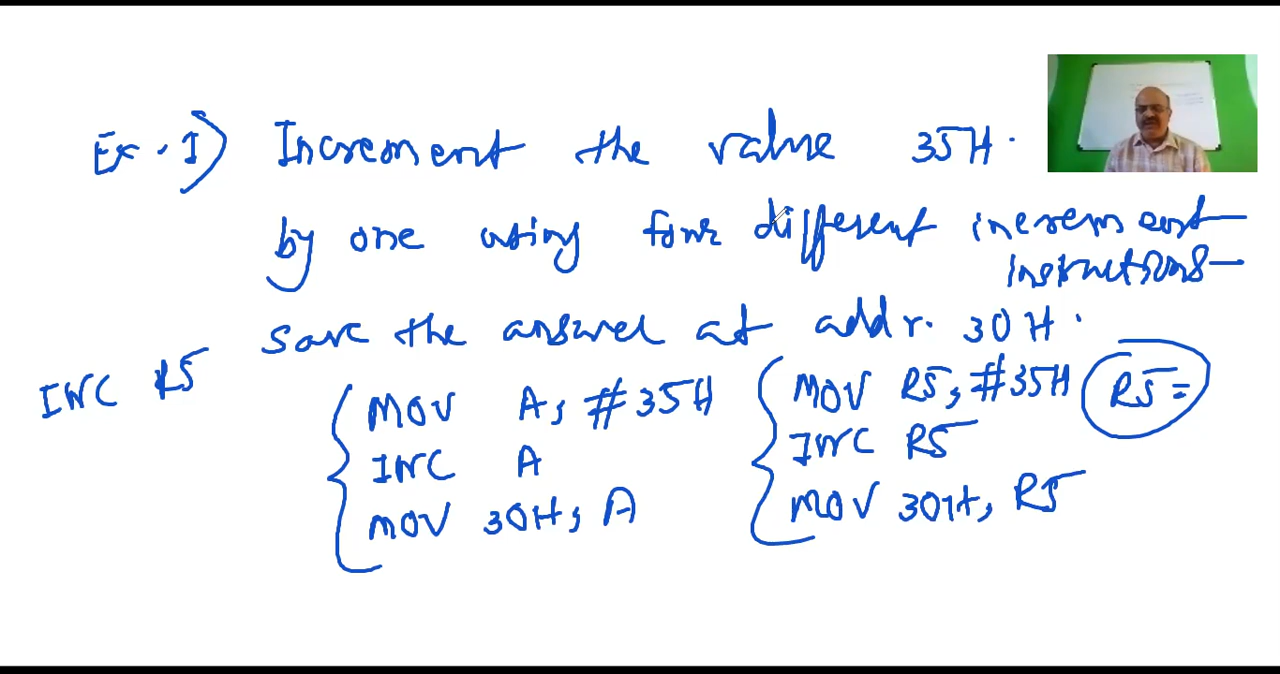 Ex. 1) Increment the value 35H.
by one using four different increment
instructions
save the answer at addr. 30H.
INC R5
MOV A, #35H
INC A
MOV 30H, A
MOV R5, #35H
INC R5
MOV 30H, R5
R5 =